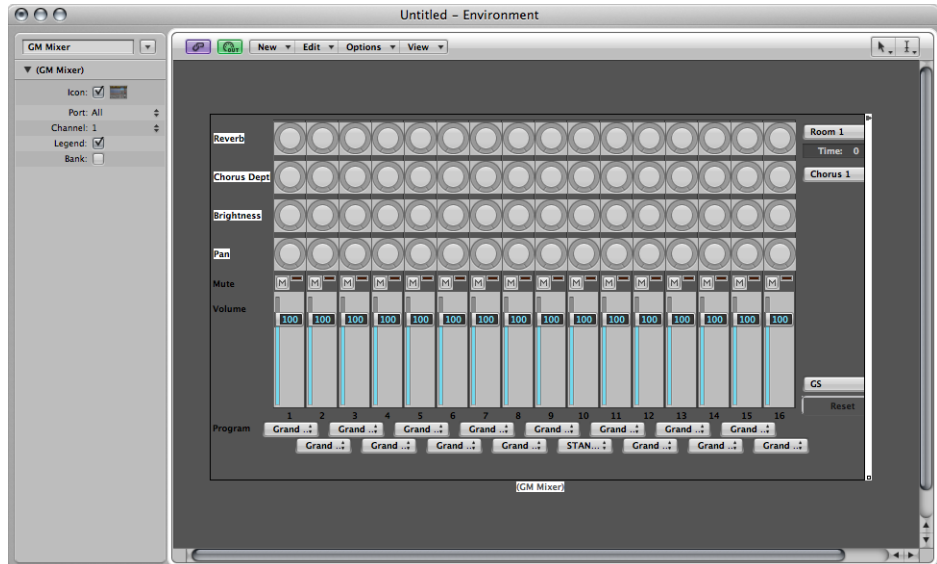 Untitled – Environment
GM Mixer
(GM Mixer)
Icon:
Port: All
Channel: 1
Legend:
Bank:
OUT
New Edit Options View
Reverb
Room 1
Time: 0
Chorus Dept
Chorus 1
Brightness
Pan
Mute M M M M M M M M M M M M M M M M
Volume
100 100 100 100 100 100 100 100 100 100 100 100 100 100 100 100
GS
Reset
1 2 3 4 5 6 7 8 9 10 11 12 13 14 15 16
Program Grand .. Grand .. Grand .. Grand .. Grand .. Grand .. Grand .. Grand ..
Grand .. Grand .. Grand .. Grand .. STAN... Grand .. Grand .. Grand ..
(GM Mixer)